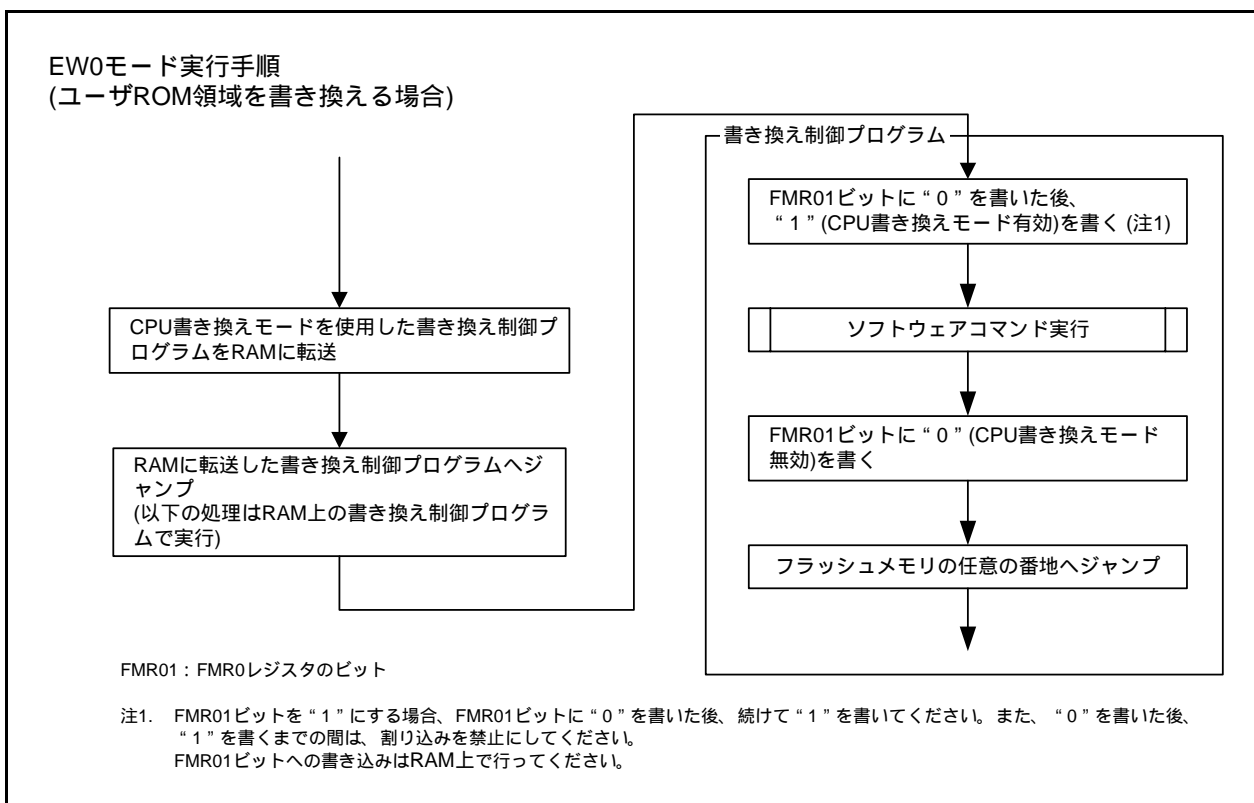 EW0モード実行手順
(ユーザROM領域を書き換える場合)
CPU書き換えモードを使用した書き換え制御プ
ログラムをRAMに転送
RAMに転送した書き換え制御プログラムへジ
ャンプ
(以下の処理はRAM上の書き換え制御プログラ
ムで実行)
書き換え制御プログラム
FMR01ビットに“0”を書いた後、
“1”(CPU書き換えモード有効)を書く (注1)
ソフトウェアコマンド実行
FMR01ビットに“0”(CPU書き換えモード
無効)を書く
フラッシュメモリの任意の番地へジャンプ
FMR01：FMR0レジスタのビット
注1. FMR01ビットを“1”にする場合、FMR01ビットに“0”を書いた後、続けて“1”を書いてください。また、“0”を書いた後、
“1”を書くまでの間は、割り込みを禁止にしてください。
FMR01ビットへの書き込みはRAM上で行ってください。